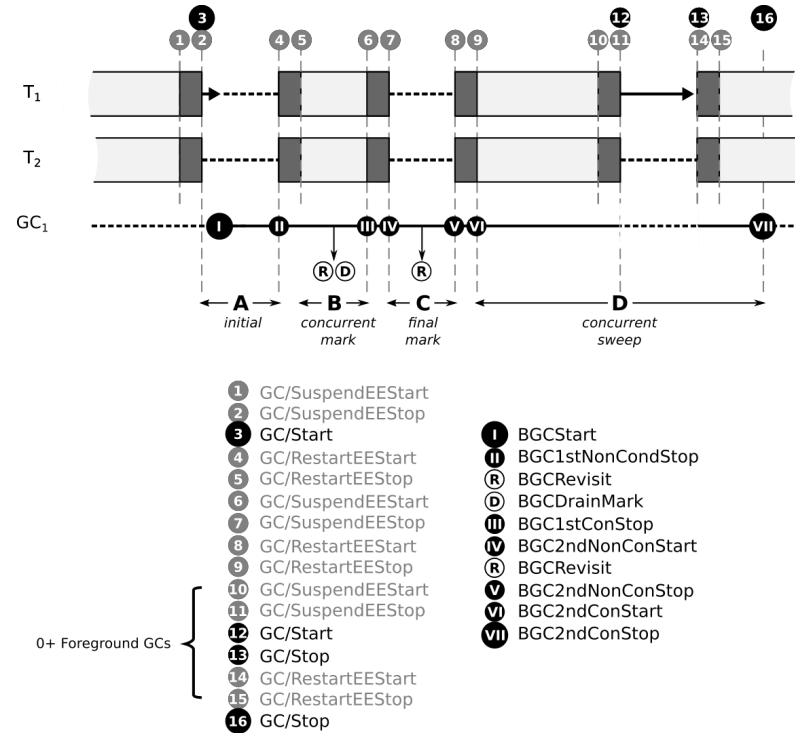 3 12 13 16
1 2 4 5 6 7 8 9 10 11 14 15
T1
T2
GC1
I II III IV V VI VII
R D R
A B C D
initial concurrent final concurrent
mark mark sweep
1 GC/SuspendEEStart
2 GC/SuspendEEStop
3 GC/Start
4 GC/RestartEEStart
5 GC/RestartEEStop
6 GC/SuspendEEStart
7 GC/SuspendEEStop
8 GC/RestartEEStart
9 GC/RestartEEStop
10 GC/SuspendEEStart
11 GC/SuspendEEStop
12 GC/Start
0+ Foreground GCs
13 GC/Stop
14 GC/RestartEEStart
15 GC/RestartEEStop
16 GC/Stop
I BGCStart
II BGC1stNonCondStop
R BGCRevisit
D BGCDrainMark
III BGC1stConStop
IV BGC2ndNonConStart
R BGCRevisit
V BGC2ndNonConStop
VI BGC2ndConStart
VII BGC2ndConStop